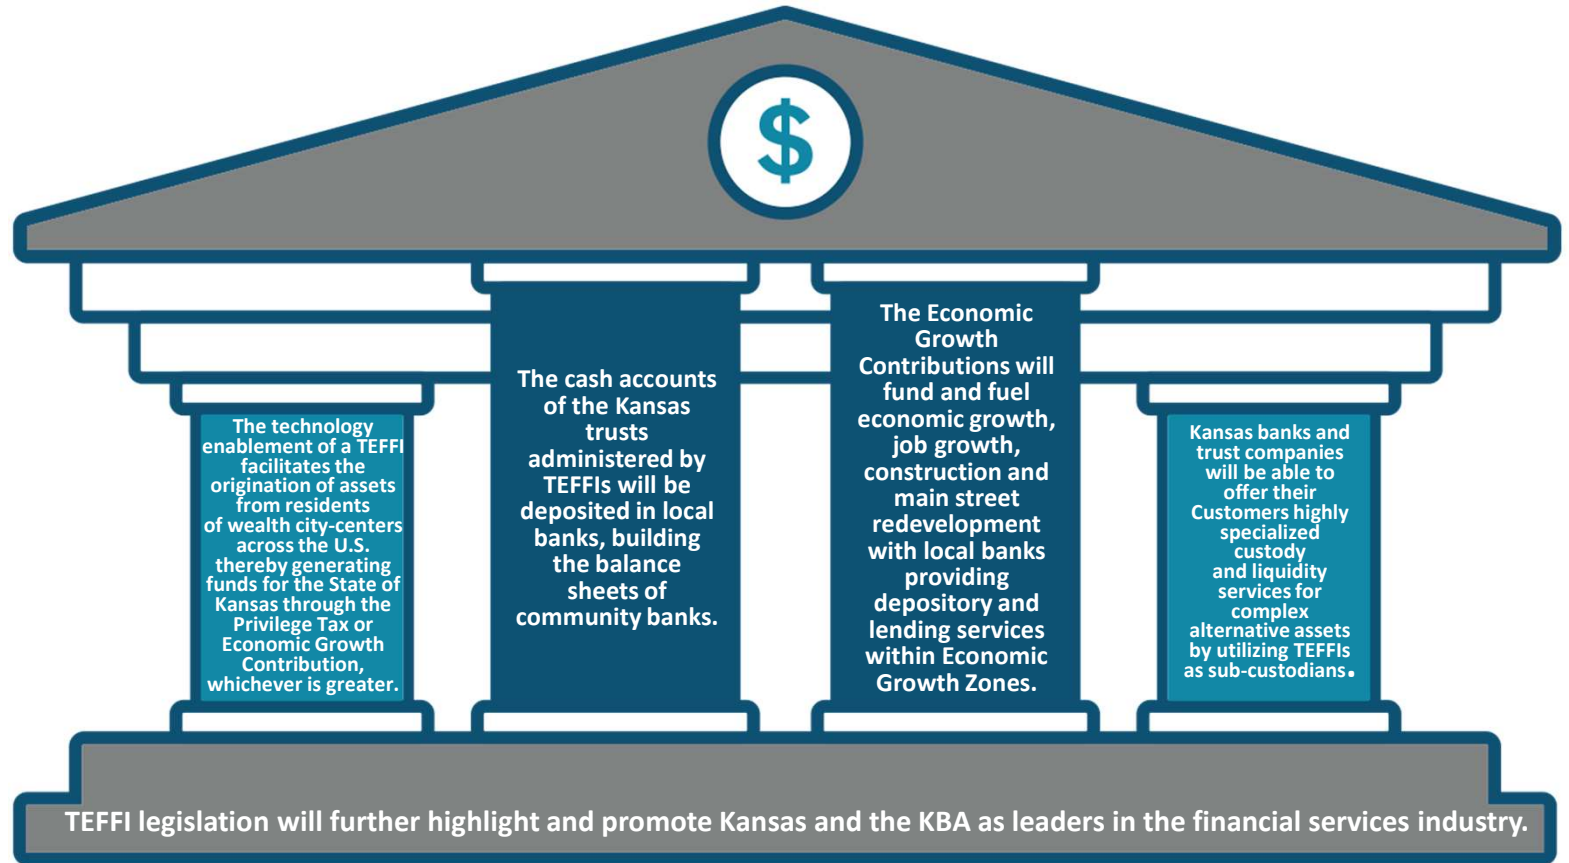 $
The technology
enablement of a TEFFI
facilitates the
origination of assets
from residents
of wealth city-centers
across the U.S.
thereby generating
funds for the State of
Kansas through the
Privilege Tax or
Economic Growth
Contribution,
whichever is greater.
The cash accounts
of the Kansas
trusts
administered by
TEFFIs will be
deposited in local
banks, building
the balance
sheets of
community banks.
The Economic
Growth
Contributions will
fund and fuel
economic growth,
job growth,
construction and
main street
redevelopment
with local banks
providing
depository and
lending services
within Economic
Growth Zones.
Kansas banks and
trust companies
will be able to
offer their
Customers highly
specialized
custody
and liquidity
services for
complex
alternative assets
by utilizing TEFFIs
as sub-custodians.
TEFFI legislation will further highlight and promote Kansas and the KBA as leaders in the financial services industry.